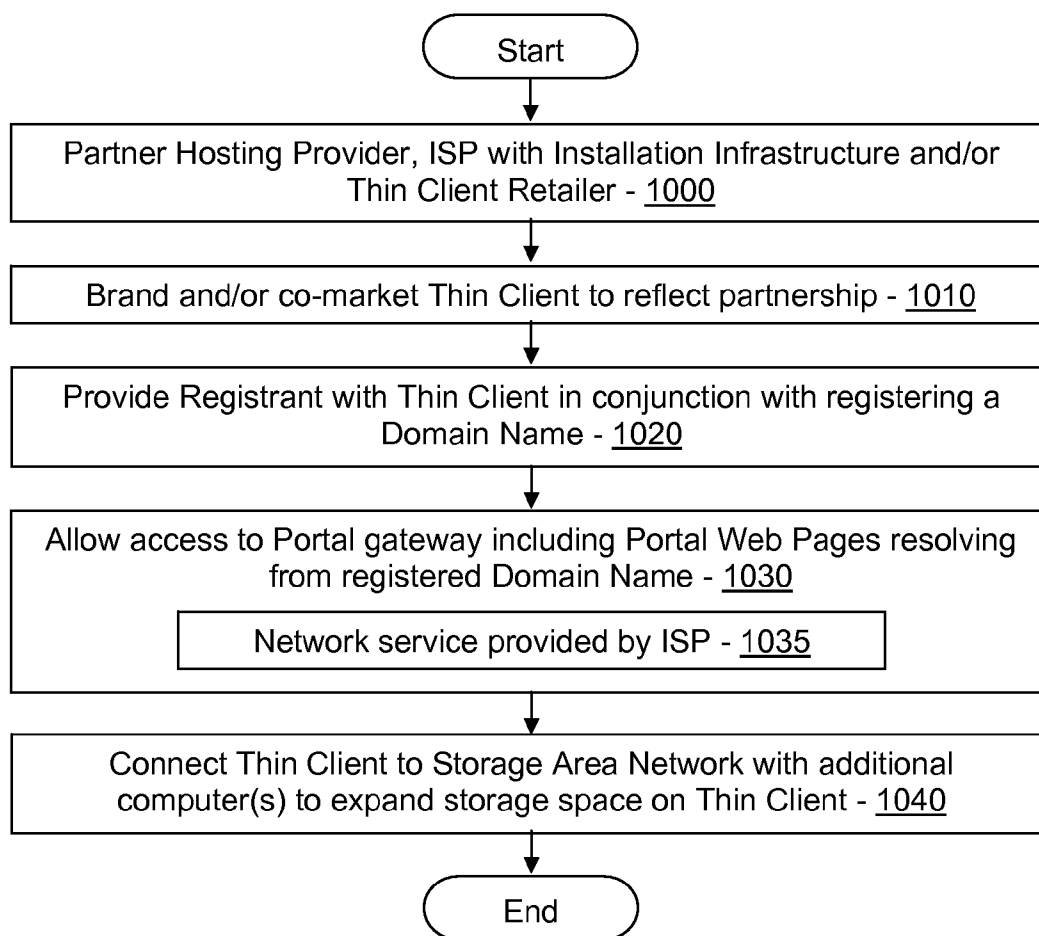 Start
Partner Hosting Provider, ISP with Installation Infrastructure and/or
Thin Client Retailer - 1000
Brand and/or co-market Thin Client to reflect partnership - 1010
Provide Registrant with Thin Client in conjunction with registering a
Domain Name - 1020
Allow access to Portal gateway including Portal Web Pages resolving
from registered Domain Name - 1030
Network service provided by ISP - 1035
Connect Thin Client to Storage Area Network with additional
computer(s) to expand storage space on Thin Client - 1040
End